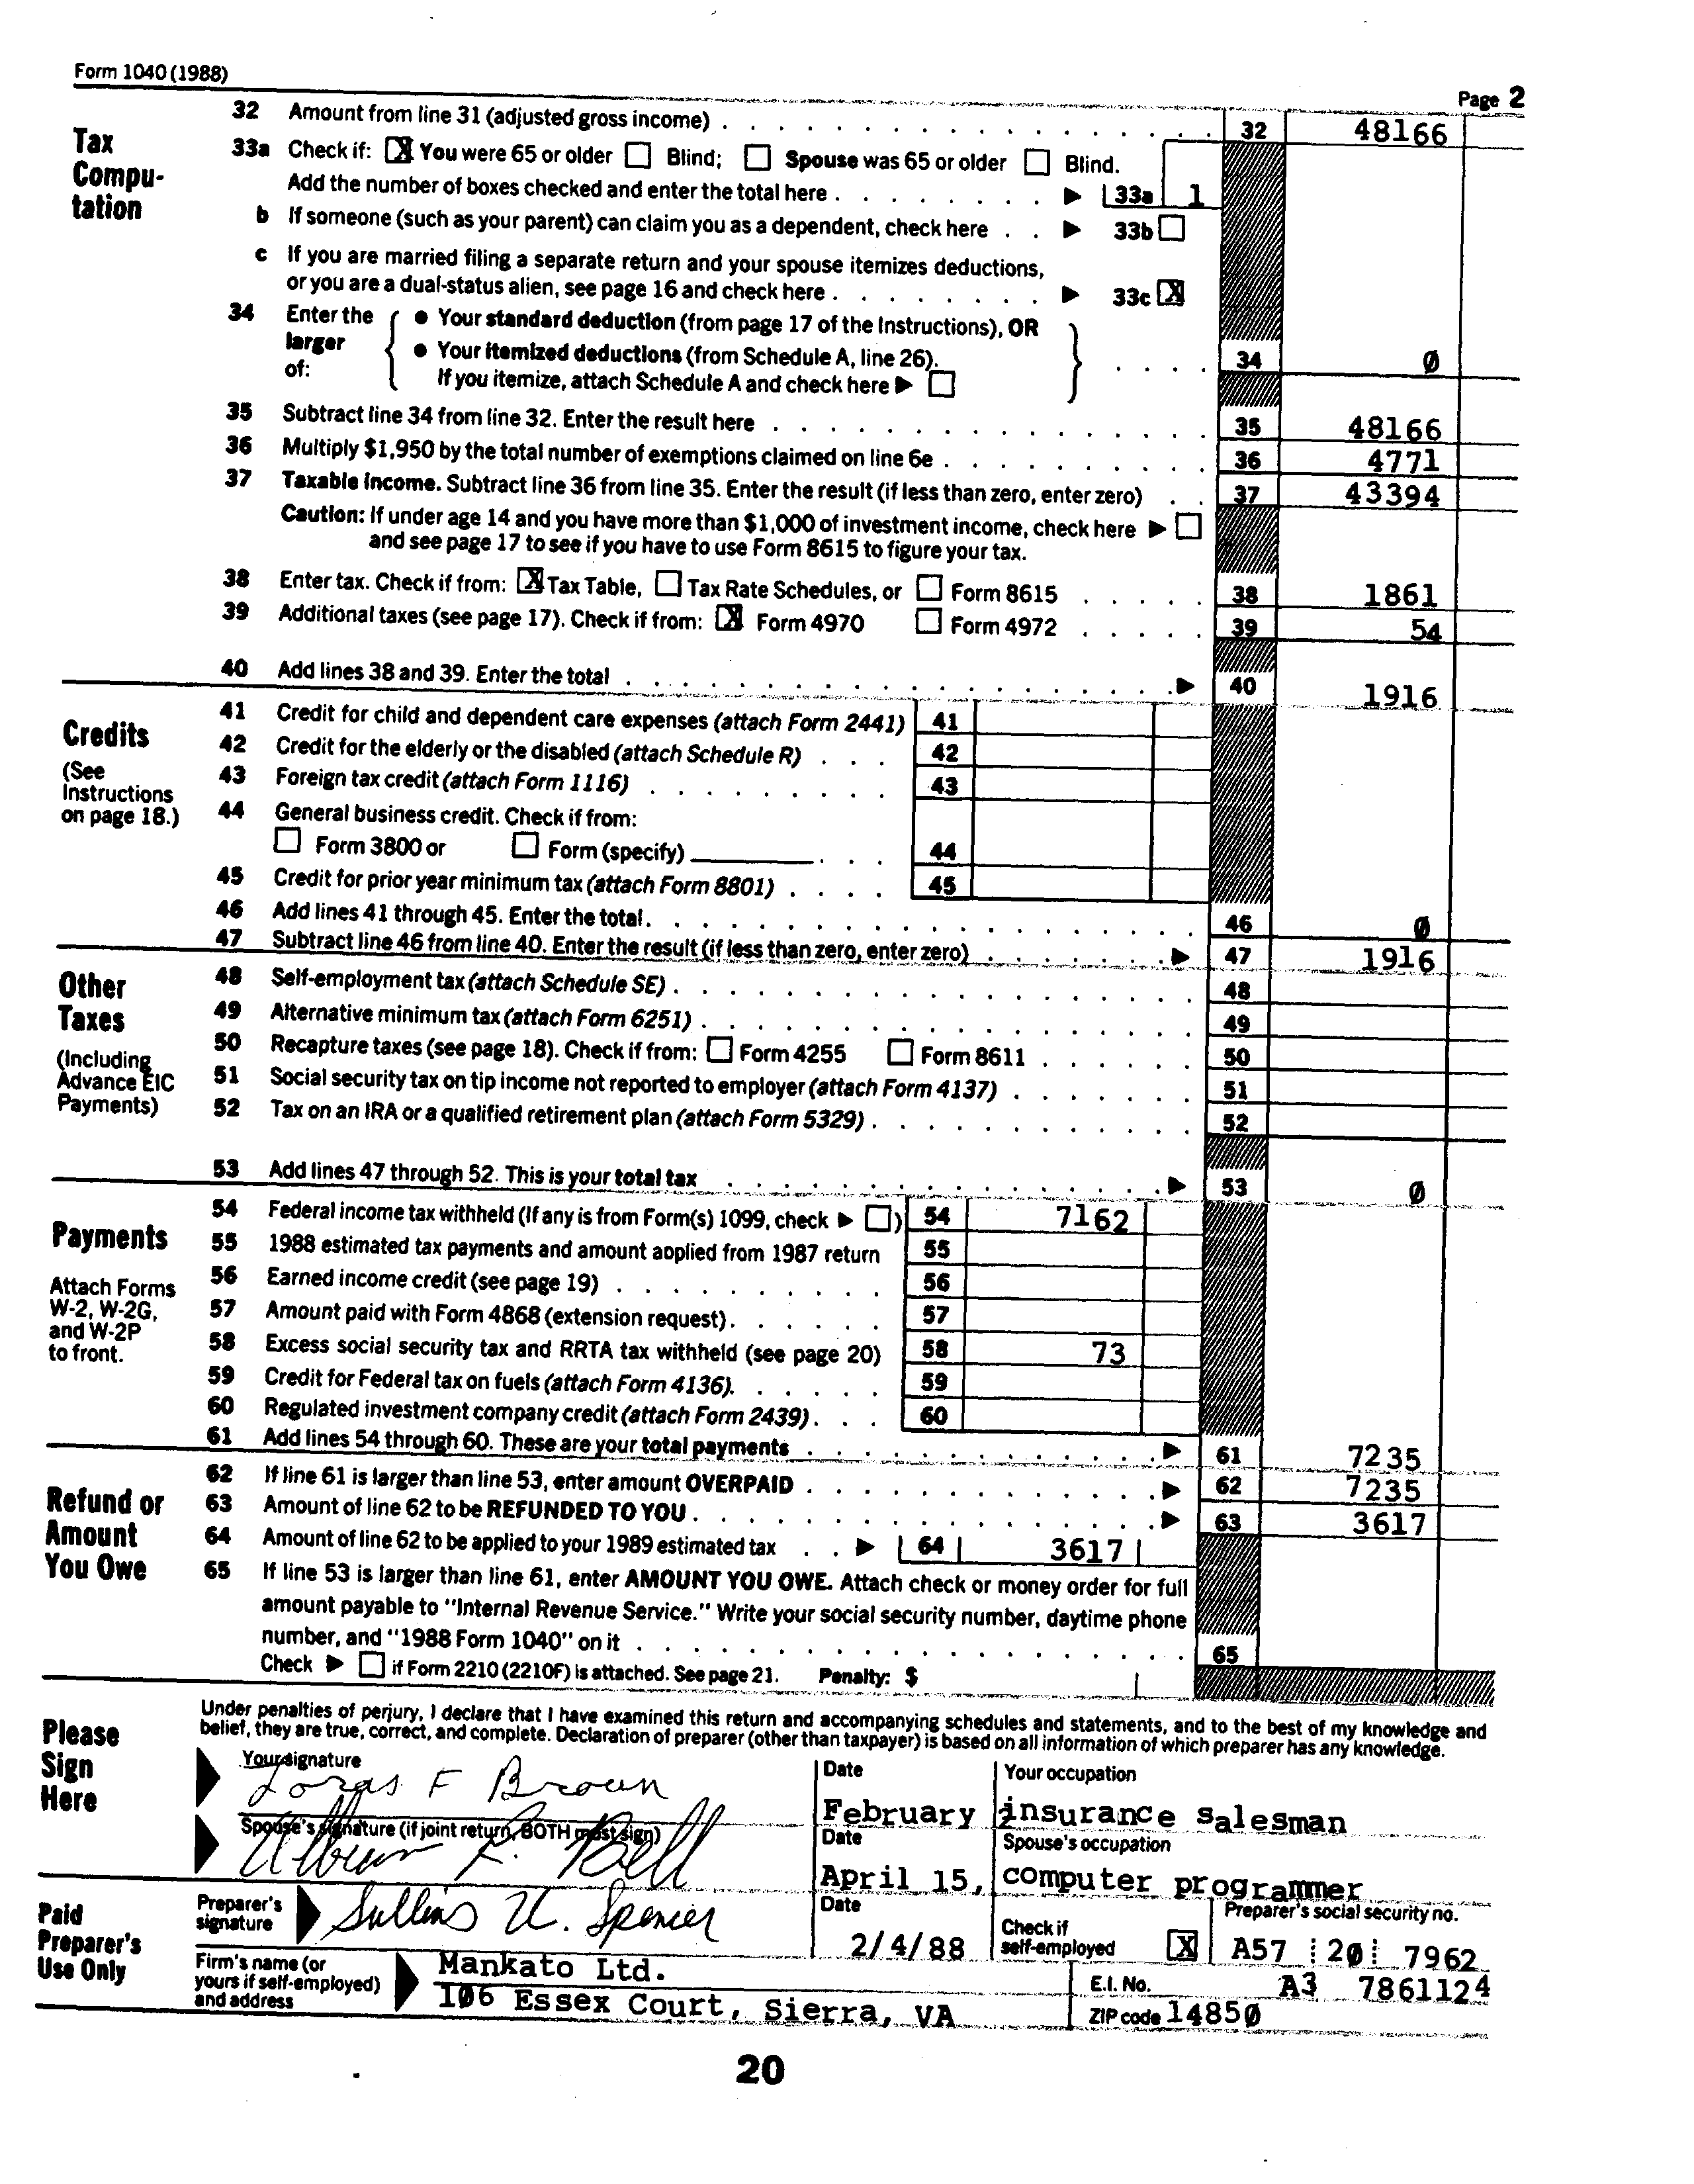 Form 1040 (1988)
Page 2
Tax Compu-tation
32 Amount from line 31 (adjusted gross income) . . . 32 48166
33a Check if: [X] You were 65 or older [ ] Blind; [ ] Spouse was 65 or older [ ] Blind.
Add the number of boxes checked and enter the total here . . . ▶ 33a 1
b If someone (such as your parent) can claim you as a dependent, check here . . ▶ 33b [ ]
c If you are married filing a separate return and your spouse itemizes deductions,
or you are a dual-status alien, see page 16 and check here . . . ▶ 33c [X]
34 Enter the larger of: { ● Your standard deduction (from page 17 of the Instructions), OR
● Your itemized deductions (from Schedule A, line 26).
If you itemize, attach Schedule A and check here ▶ [ ] } . . . . 34 0
35 Subtract line 34 from line 32. Enter the result here . . . 35 48166
36 Multiply $1,950 by the total number of exemptions claimed on line 6e . . . 36 4771
37 Taxable income. Subtract line 36 from line 35. Enter the result (if less than zero, enter zero) . . 37 43394
Caution: If under age 14 and you have more than $1,000 of investment income, check here ▶ [ ]
and see page 17 to see if you have to use Form 8615 to figure your tax.
38 Enter tax. Check if from: [X] Tax Table, [ ] Tax Rate Schedules, or [ ] Form 8615 . . . 38 1861
39 Additional taxes (see page 17). Check if from: [X] Form 4970 [ ] Form 4972 . . . 39 54
40 Add lines 38 and 39. Enter the total . . . ▶ 40 1916
Credits
(See Instructions on page 18.)
41 Credit for child and dependent care expenses (attach Form 2441) 41
42 Credit for the elderly or the disabled (attach Schedule R) . . . 42
43 Foreign tax credit (attach Form 1116) . . . 43
44 General business credit. Check if from:
[ ] Form 3800 or [ ] Form (specify) ________ . . . 44
45 Credit for prior year minimum tax (attach Form 8801) . . . . 45
46 Add lines 41 through 45. Enter the total . . . 46 0
47 Subtract line 46 from line 40. Enter the result (if less than zero, enter zero) . . . ▶ 47 1916
Other Taxes
(Including Advance EIC Payments)
48 Self-employment tax (attach Schedule SE) . . . 48
49 Alternative minimum tax (attach Form 6251) . . . 49
50 Recapture taxes (see page 18). Check if from: [ ] Form 4255 [ ] Form 8611 . . . 50
51 Social security tax on tip income not reported to employer (attach Form 4137) . . . 51
52 Tax on an IRA or a qualified retirement plan (attach Form 5329) . . . 52
53 Add lines 47 through 52. This is your total tax . . . ▶ 53 0
Payments
Attach Forms W-2, W-2G, and W-2P to front.
54 Federal income tax withheld (If any is from Form(s) 1099, check ▶ [ ]) 54 7162
55 1988 estimated tax payments and amount applied from 1987 return 55
56 Earned income credit (see page 19) . . . 56
57 Amount paid with Form 4868 (extension request) . . . 57
58 Excess social security tax and RRTA tax withheld (see page 20) 58 73
59 Credit for Federal tax on fuels (attach Form 4136). . . . 59
60 Regulated investment company credit (attach Form 2439) . . . 60
61 Add lines 54 through 60. These are your total payments . . . ▶ 61 7235
Refund or Amount You Owe
62 If line 61 is larger than line 53, enter amount OVERPAID . . . ▶ 62 7235
63 Amount of line 62 to be REFUNDED TO YOU . . . ▶ 63 3617
64 Amount of line 62 to be applied to your 1989 estimated tax . . ▶ 64 3617
65 If line 53 is larger than line 61, enter AMOUNT YOU OWE. Attach check or money order for full
amount payable to "Internal Revenue Service." Write your social security number, daytime phone
number, and "1988 Form 1040" on it . . . 65
Check ▶ [ ] if Form 2210 (2210F) is attached. See page 21. Penalty: $
Please Sign Here
Under penalties of perjury, I declare that I have examined this return and accompanying schedules and statements, and to the best of my knowledge and
belief, they are true, correct, and complete. Declaration of preparer (other than taxpayer) is based on all information of which preparer has any knowledge.
Your signature Date Your occupation
Loras F Brown February insurance salesman
Spouse's signature (if joint return, BOTH must sign) Date Spouse's occupation
R. Bell April 15, computer programmer
Paid Preparer's Use Only
Preparer's signature Sullins U. Spencer Date 2/4/88 Check if self-employed [X] Preparer's social security no. A57 20 7962
Firm's name (or yours if self-employed) and address
Mankato Ltd. E.I. No. A3 7861124
106 Essex Court, Sierra, VA ZIP code 14850
20